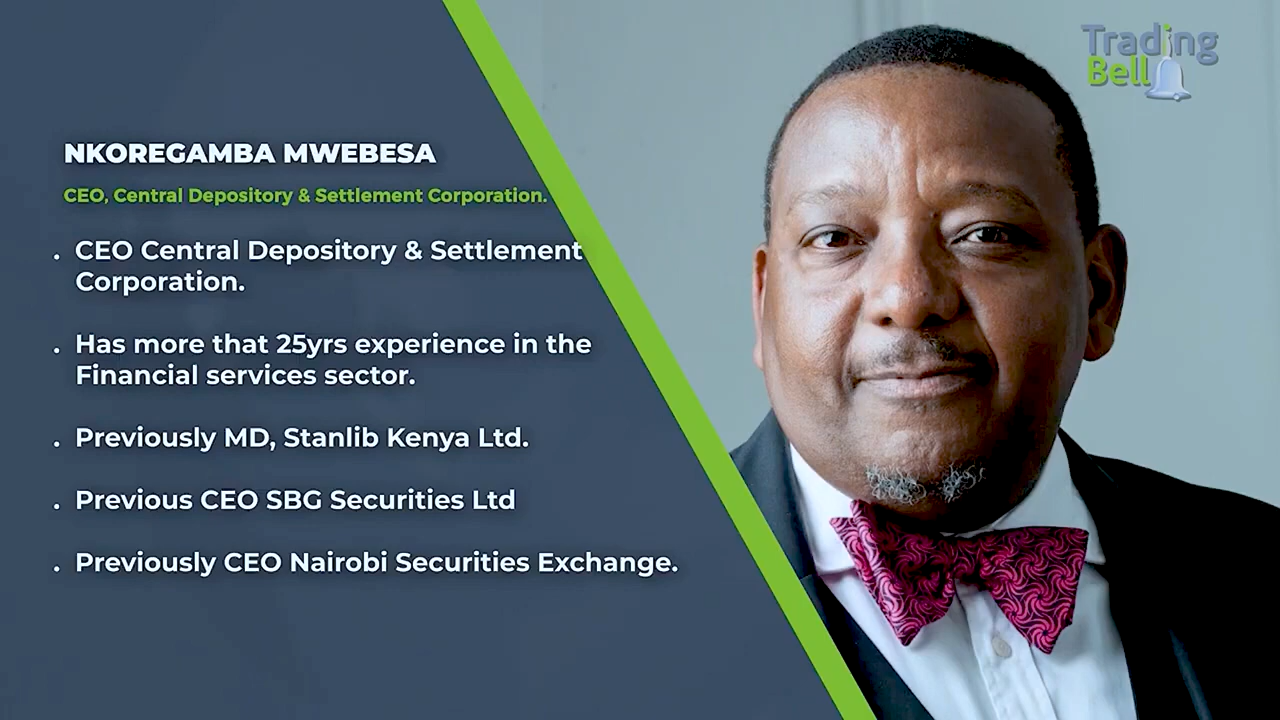 Trading
Bell
NKOREGAMBA MWEBESA
CEO, Central Depository & Settlement Corporation.
. CEO Central Depository & Settlement
Corporation.
. Has more that 25yrs experience in the
Financial services sector.
. Previously MD, Stanlib Kenya Ltd.
. Previous CEO SBG Securities Ltd
. Previously CEO Nairobi Securities Exchange.